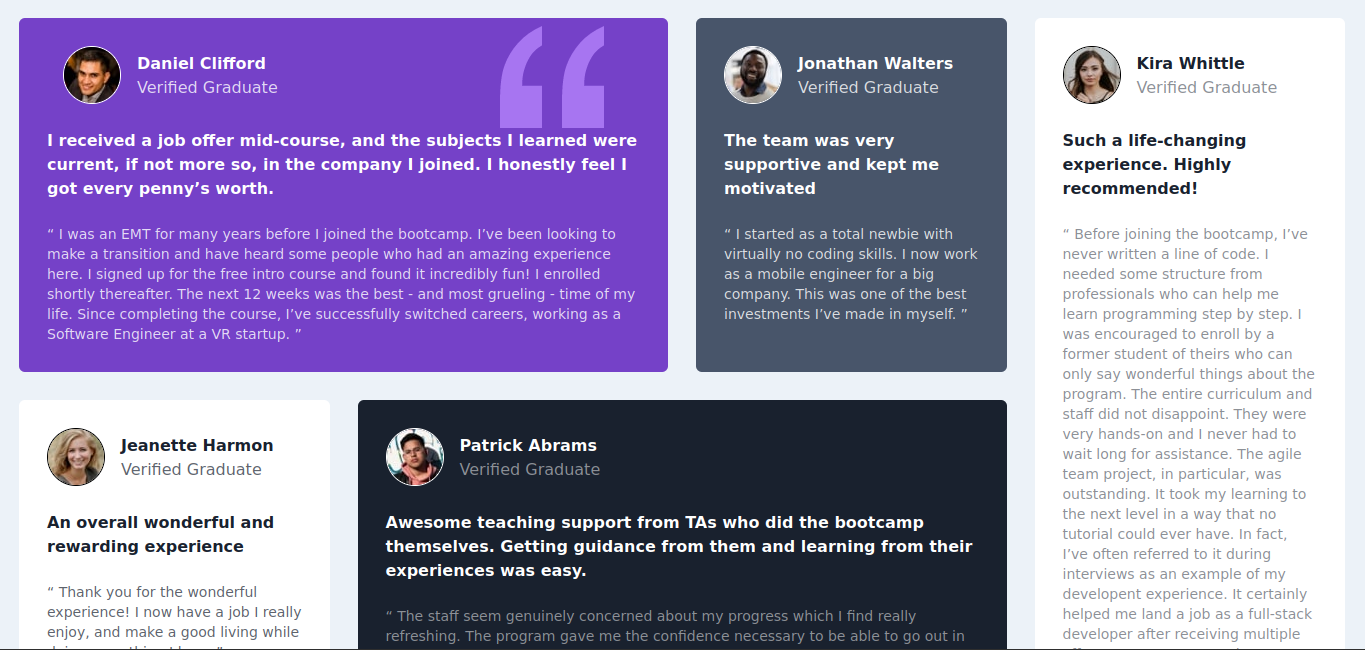 Daniel Clifford
Verified Graduate
I received a job offer mid-course, and the subjects I learned were
current, if not more so, in the company I joined. I honestly feel I
got every penny’s worth.
“ I was an EMT for many years before I joined the bootcamp. I’ve been looking to
make a transition and have heard some people who had an amazing experience
here. I signed up for the free intro course and found it incredibly fun! I enrolled
shortly thereafter. The next 12 weeks was the best - and most grueling - time of my
life. Since completing the course, I’ve successfully switched careers, working as a
Software Engineer at a VR startup. ”
Jonathan Walters
Verified Graduate
The team was very
supportive and kept me
motivated
“ I started as a total newbie with
virtually no coding skills. I now work
as a mobile engineer for a big
company. This was one of the best
investments I’ve made in myself. ”
Kira Whittle
Verified Graduate
Such a life-changing
experience. Highly
recommended!
“ Before joining the bootcamp, I’ve
never written a line of code. I
needed some structure from
professionals who can help me
learn programming step by step. I
was encouraged to enroll by a
former student of theirs who can
only say wonderful things about the
program. The entire curriculum and
staff did not disappoint. They were
very hands-on and I never had to
wait long for assistance. The agile
team project, in particular, was
outstanding. It took my learning to
the next level in a way that no
tutorial could ever have. In fact,
I’ve often referred to it during
interviews as an example of my
developent experience. It certainly
helped me land a job as a full-stack
developer after receiving multiple
Jeanette Harmon
Verified Graduate
An overall wonderful and
rewarding experience
“ Thank you for the wonderful
experience! I now have a job I really
enjoy, and make a good living while
Patrick Abrams
Verified Graduate
Awesome teaching support from TAs who did the bootcamp
themselves. Getting guidance from them and learning from their
experiences was easy.
“ The staff seem genuinely concerned about my progress which I find really
refreshing. The program gave me the confidence necessary to be able to go out in